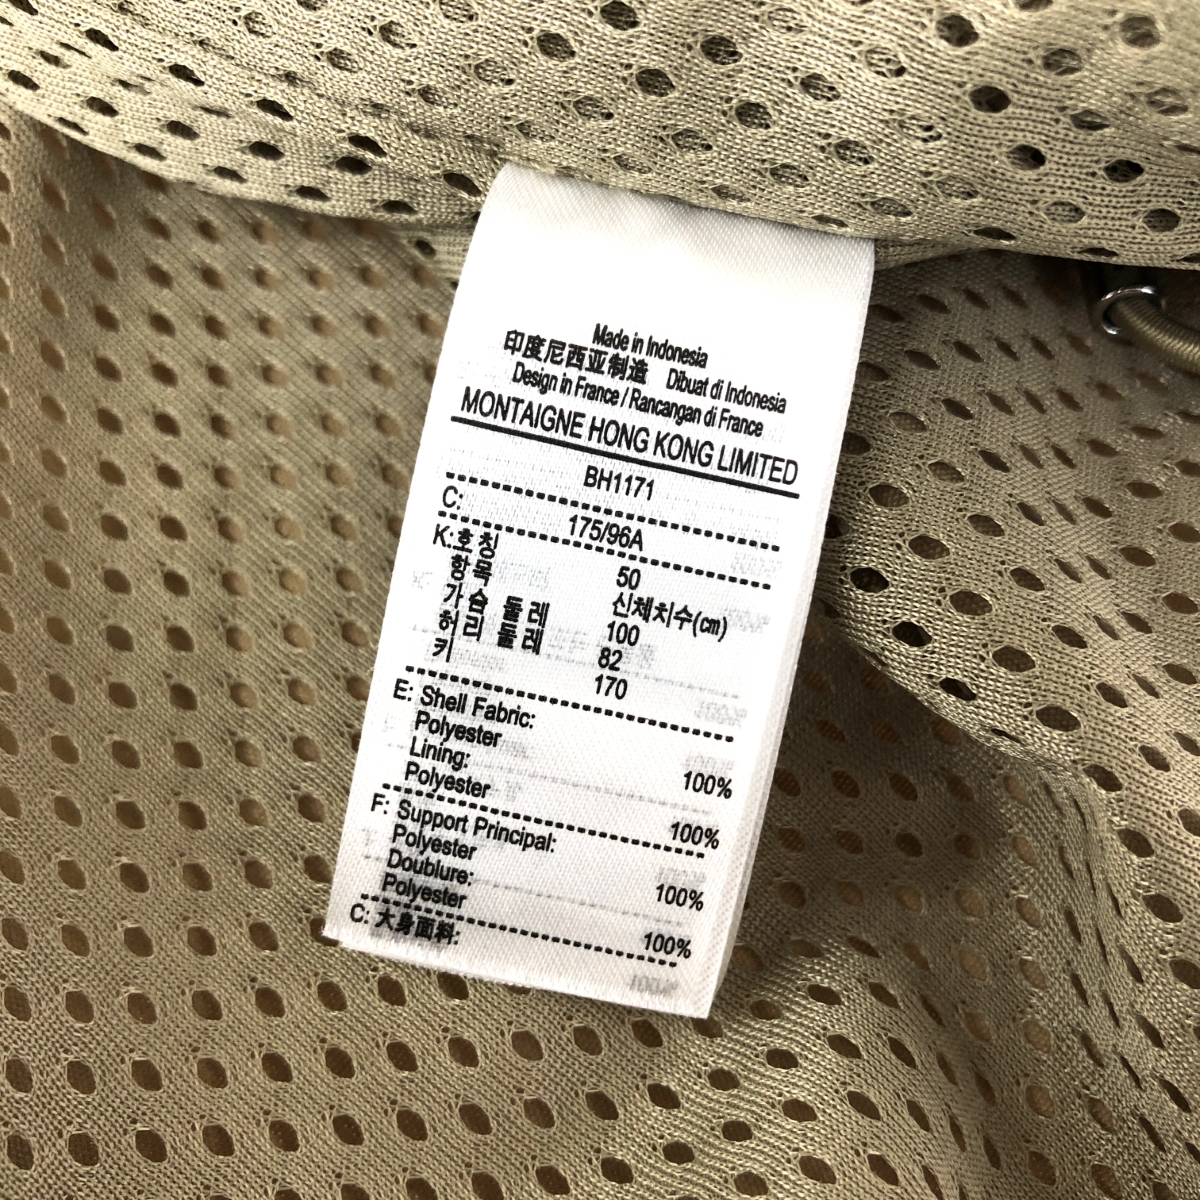 Made in Indonesia
印度尼西亚制造 Dibuat di Indonesia
Design in France / Rancangan di France
MONTAIGNE HONG KONG LIMITED
BH1171
C: 175/96A
K: 호칭 50
항목 신체치수(cm)
가슴 둘레 100
허리 둘레 82
키 170
E: Shell Fabric:
Polyester 100%
Lining:
Polyester 100%
F: Support Principal:
Polyester 100%
Doublure:
Polyester 100%
C: 大身面料: